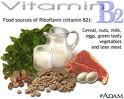 Vitamin
B2
Food sources of Riboflavin (vitamin B2):
Cereal, nuts, milk,
eggs, green leafy
vegetables
and lean meat
ADAM.